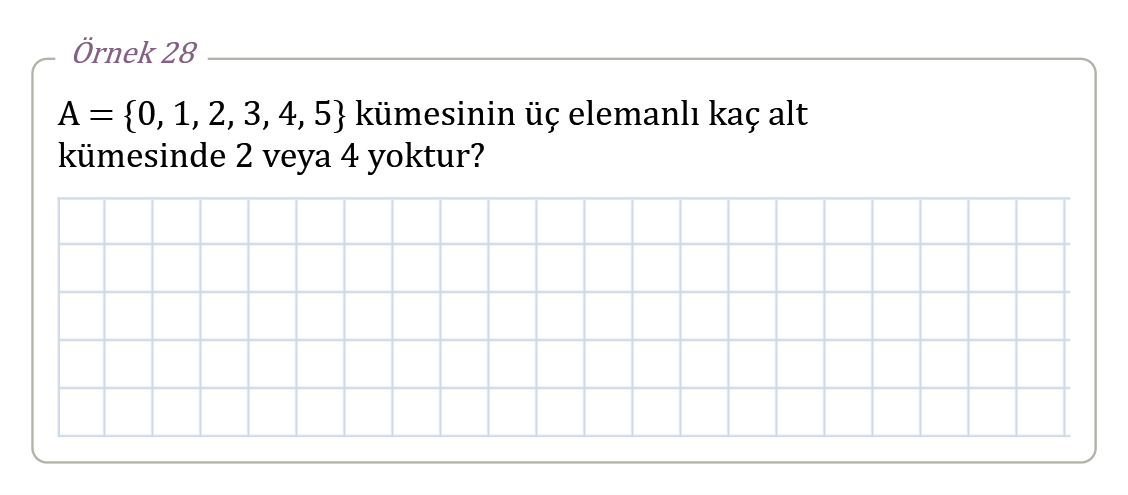 Örnek 28
A = {0, 1, 2, 3, 4, 5} kümesinin üç elemanlı kaç alt
kümesinde 2 veya 4 yoktur?